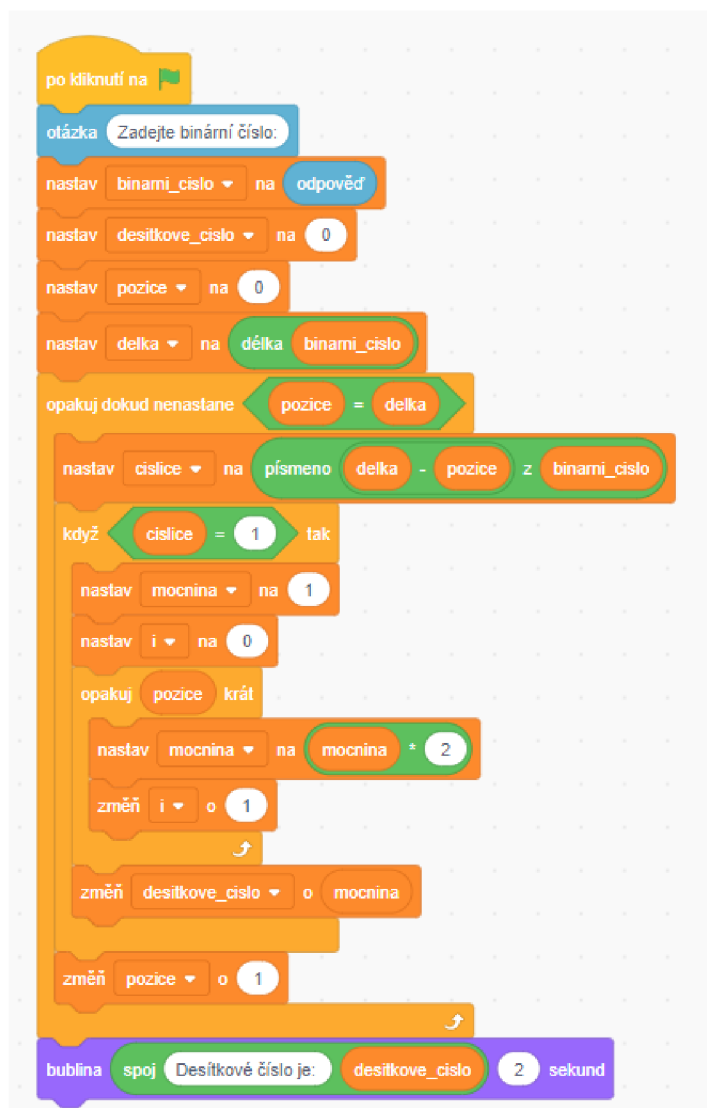 po kliknutí na
otázka Zadejte binární číslo:
nastav binarni_cislo na odpověď
nastav desitkove_cislo na 0
nastav pozice na 0
nastav delka na délka binarni_cislo
opakuj dokud nenastane pozice = delka
nastav cislice na písmeno delka - pozice z binarni_cislo
když cislice = 1 tak
nastav mocnina na 1
nastav i na 0
opakuj pozice krát
nastav mocnina na mocnina * 2
změň i o 1
změň desitkove_cislo o mocnina
změň pozice o 1
bublina spoj Desítkové číslo je: desitkove_cislo 2 sekund